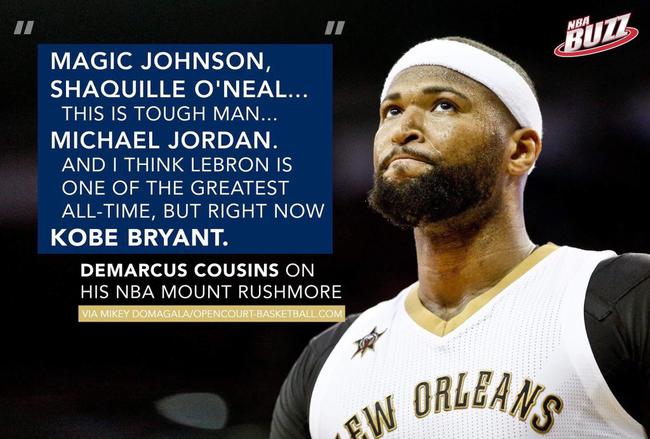 " "
NBA
BUZZ
MAGIC JOHNSON,
SHAQUILLE O'NEAL...
THIS IS TOUGH MAN...
MICHAEL JORDAN.
AND I THINK LEBRON IS
ONE OF THE GREATEST
ALL-TIME, BUT RIGHT NOW
KOBE BRYANT.
DEMARCUS COUSINS ON
HIS NBA MOUNT RUSHMORE
VIA MIKEY DOMAGALA/OPENCOURT-BASKETBALL.COM
EW ORLEANS